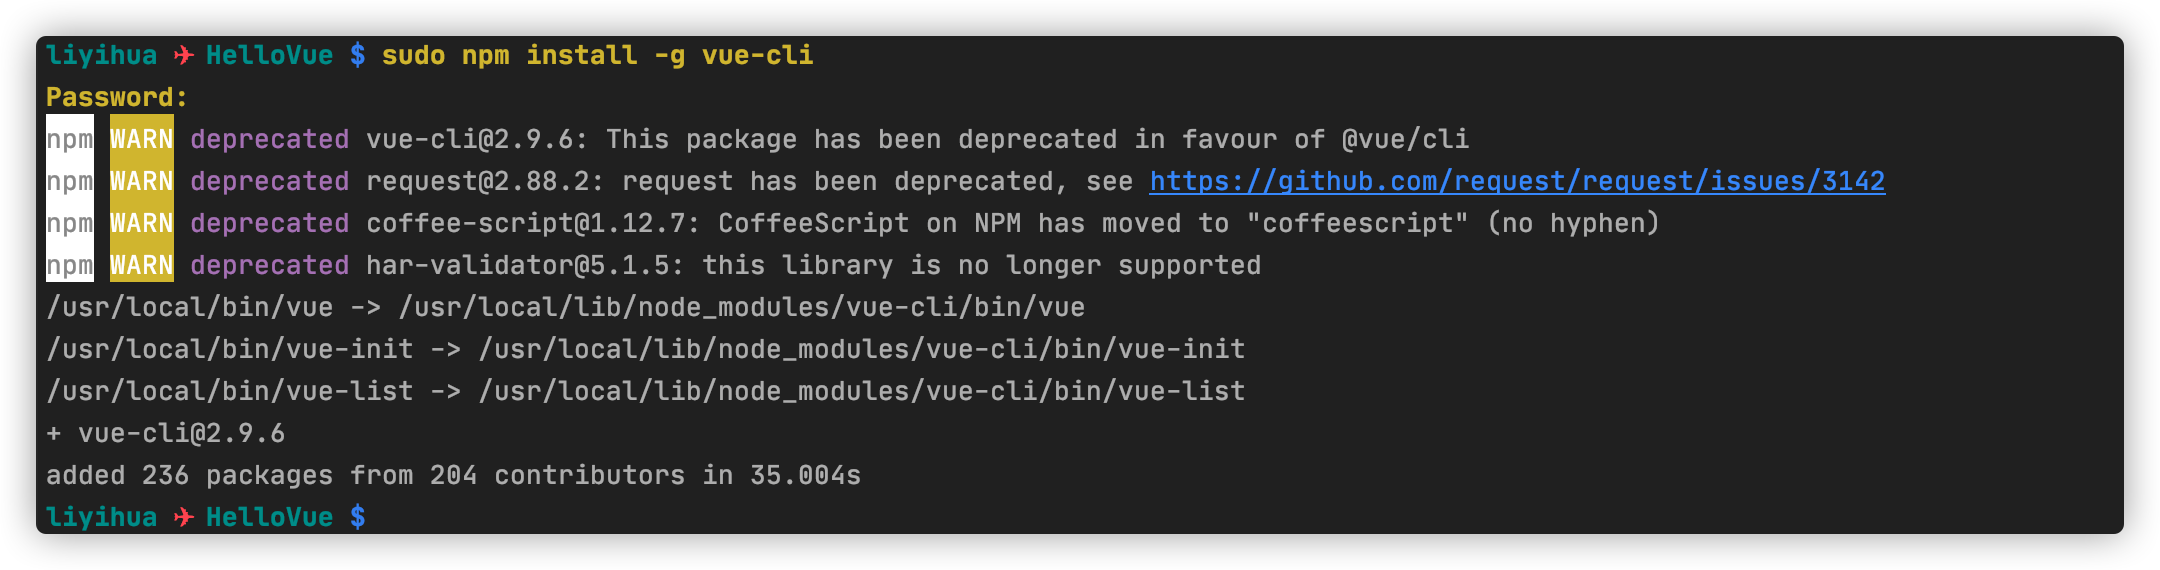 liyihua ✈ HelloVue $ sudo npm install -g vue-cli
Password:
npm WARN deprecated vue-cli@2.9.6: This package has been deprecated in favour of @vue/cli
npm WARN deprecated request@2.88.2: request has been deprecated, see https://github.com/request/request/issues/3142
npm WARN deprecated coffee-script@1.12.7: CoffeeScript on NPM has moved to "coffeescript" (no hyphen)
npm WARN deprecated har-validator@5.1.5: this library is no longer supported
/usr/local/bin/vue -> /usr/local/lib/node_modules/vue-cli/bin/vue
/usr/local/bin/vue-init -> /usr/local/lib/node_modules/vue-cli/bin/vue-init
/usr/local/bin/vue-list -> /usr/local/lib/node_modules/vue-cli/bin/vue-list
+ vue-cli@2.9.6
added 236 packages from 204 contributors in 35.004s
liyihua ✈ HelloVue $